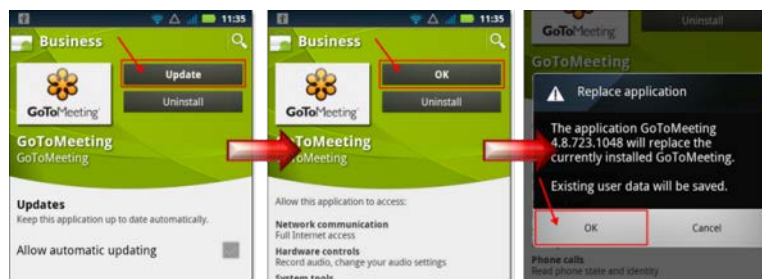 11:35
Business
Update
Uninstall
GoToMeeting
GoToMeeting
GoToMeeting
Updates
Keep this application up to date automatically.
Allow automatic updating
11:35
Business
OK
Uninstall
GoToMeeting
ToMeeting
ToMeeting
Allow this application to access:
Network communication
Full Internet access
Hardware controls
Record audio, change your audio settings
System tools
Uninstall
GoToMeeting
GoToMeeting
Replace application
The application GoToMeeting
4.8.723.1048 will replace the
currently installed GoToMeeting.
Existing user data will be saved.
OK
Cancel
Phone calls
Read phone state and identity